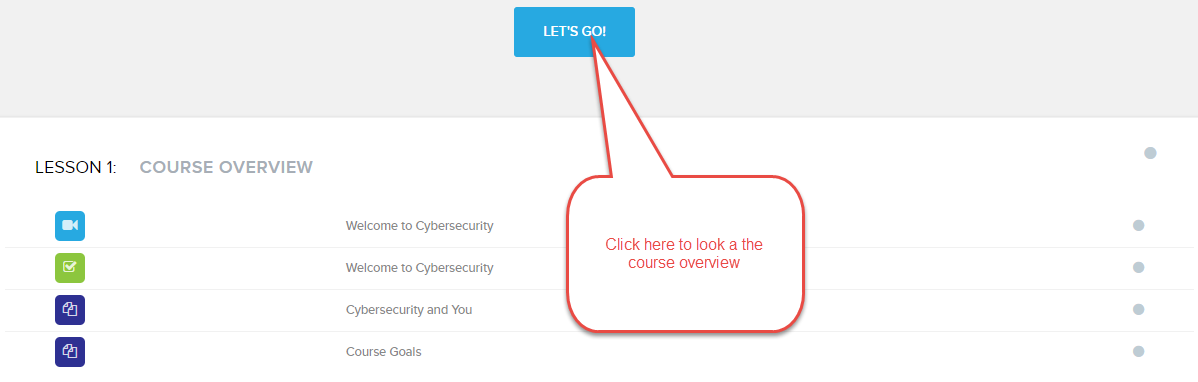 LET'S GO!
LESSON 1: COURSE OVERVIEW
Welcome to Cybersecurity
Welcome to Cybersecurity
Click here to look a the
course overview
Cybersecurity and You
Course Goals